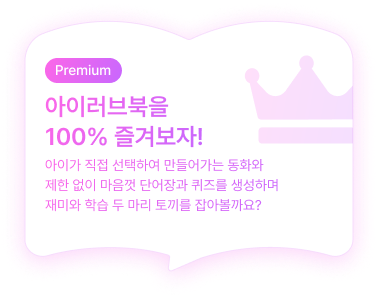 Premium
아이러브북을
100% 즐겨보자!
아이가 직접 선택하여 만들어가는 동화와
제한 없이 마음껏 단어장과 퀴즈를 생성하며
재미와 학습 두 마리 토끼를 잡아볼까요?